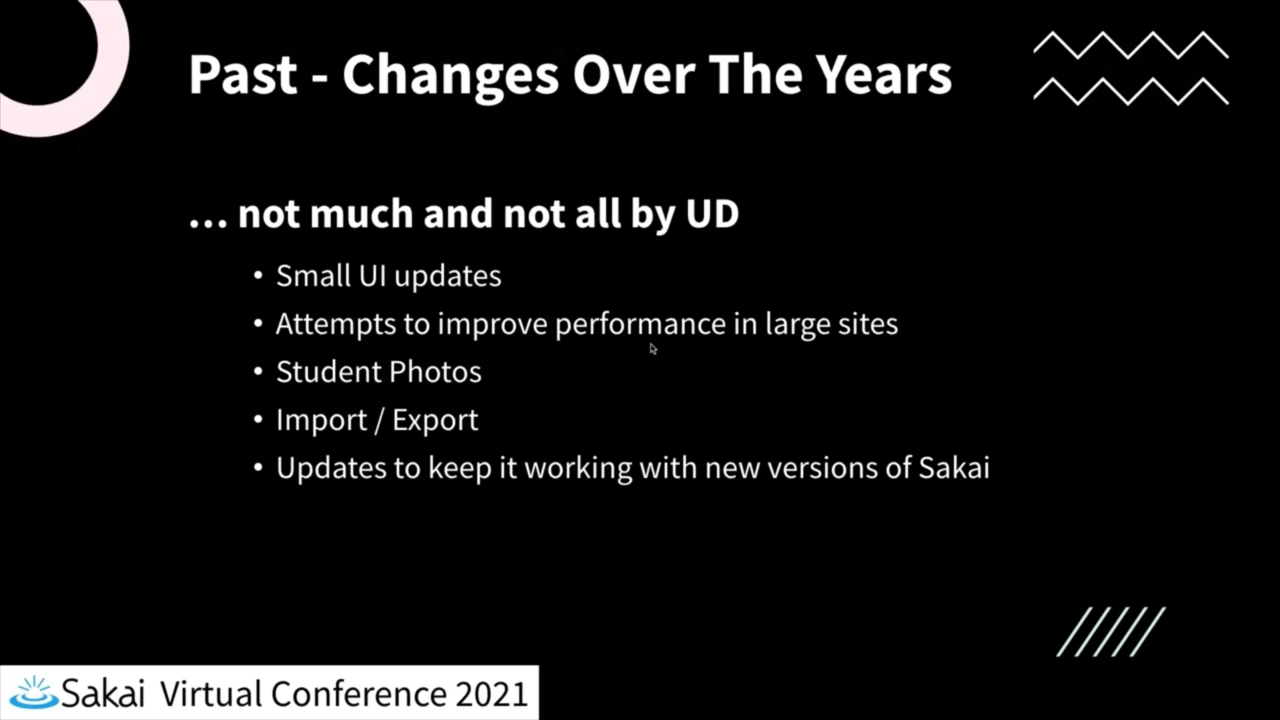 Past - Changes Over The Years
... not much and not all by UD
• Small UI updates
• Attempts to improve performance in large sites
• Student Photos
• Import / Export
• Updates to keep it working with new versions of Sakai
Sakai Virtual Conference 2021